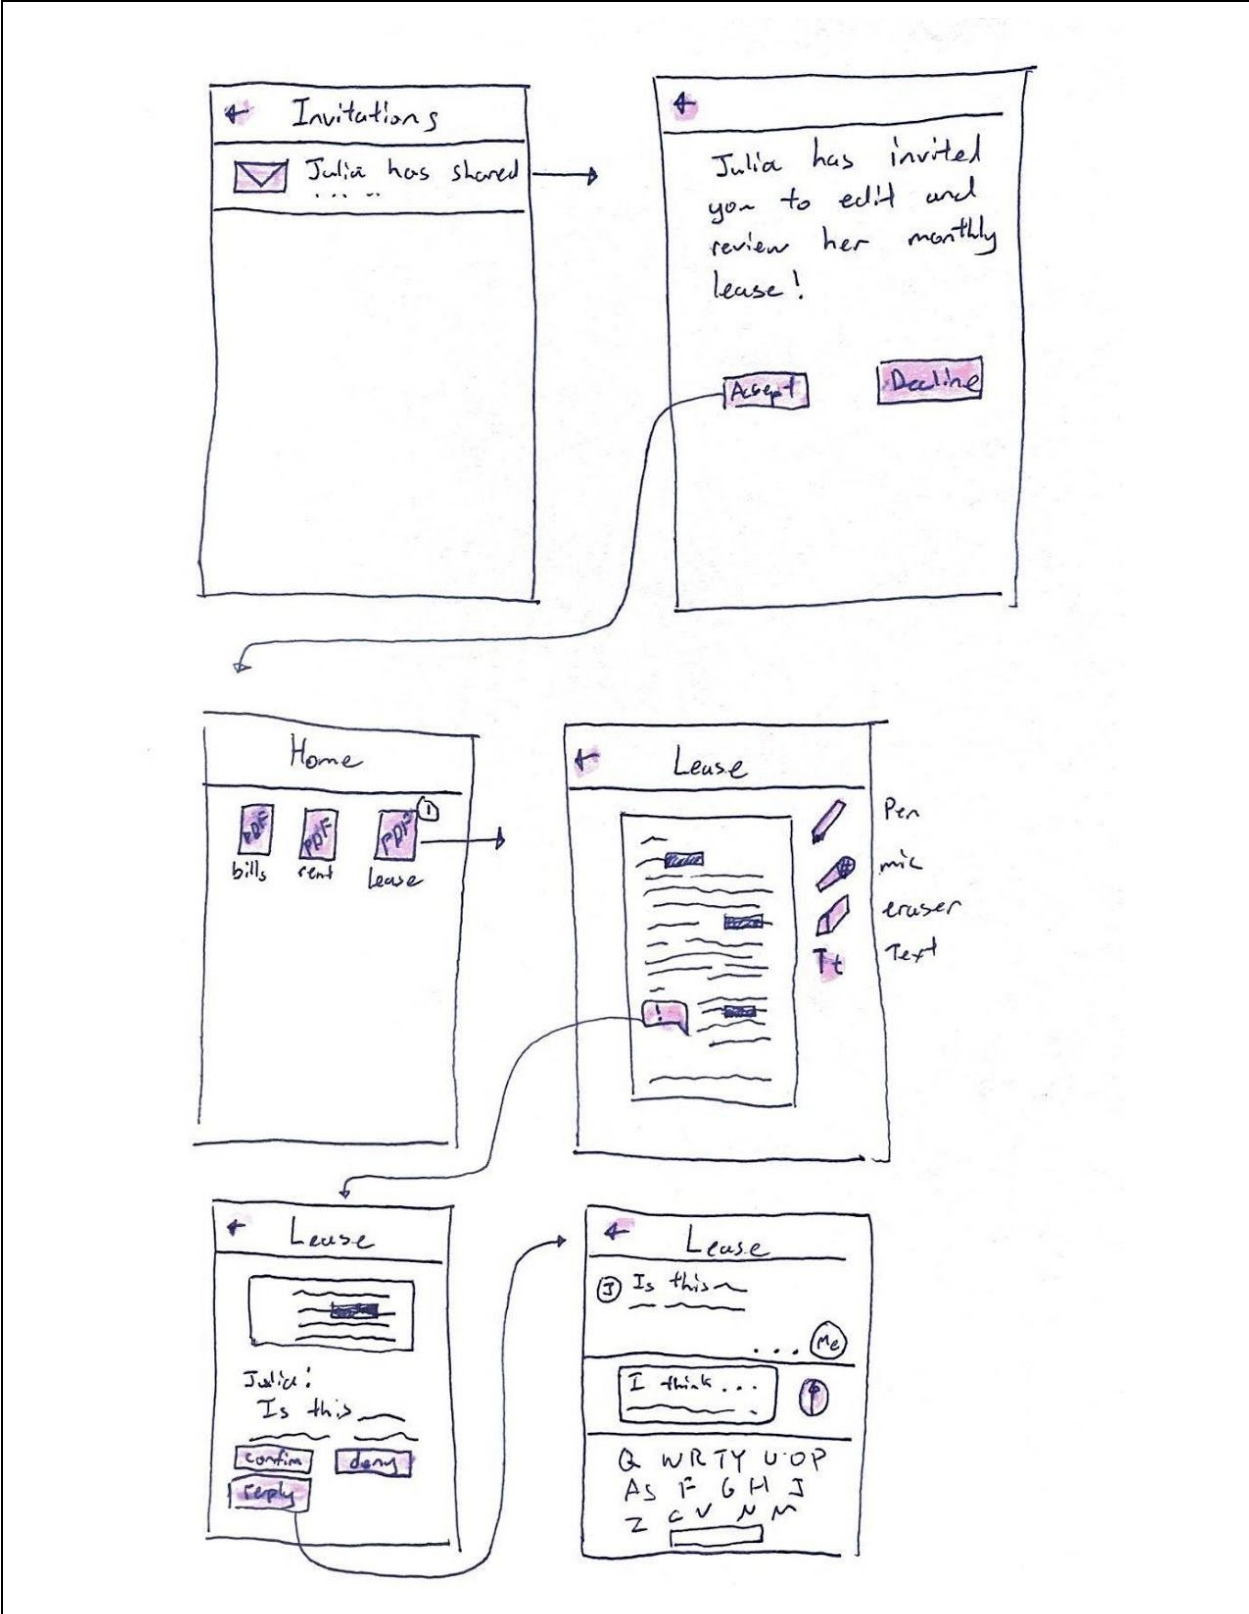 ←  Invitations
Julia has shared
. . . . .
←
Julia has invited
you to edit and
review her monthly
lease!
Accept
Decline
Home
PDF
PDF
PDF
1
bills
rent
lease
←  Lease
Pen
mic
eraser
Tt
Text
!
←  Lease
Julia:
Is this
confirm
deny
reply
←  Lease
J
Is this
. . .
Me
I think . . .
Q W R T Y U O P
A S F G H J
Z C V N M